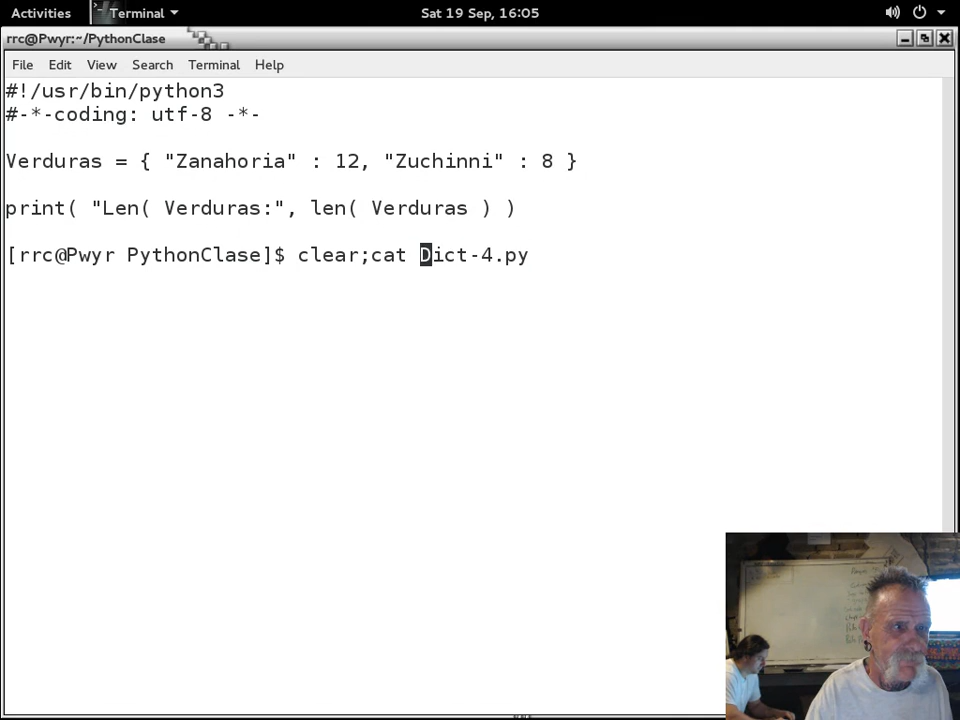 Activities Terminal Sat 19 Sep, 16:05
rrc@Pwyr:~/PythonClase
File Edit View Search Terminal Help
#!/usr/bin/python3
#-*-coding: utf-8 -*-
Verduras = { "Zanahoria" : 12, "Zuchinni" : 8 }
print( "Len( Verduras:", len( Verduras ) )
[rrc@Pwyr PythonClase]$ clear;cat Dict-4.py